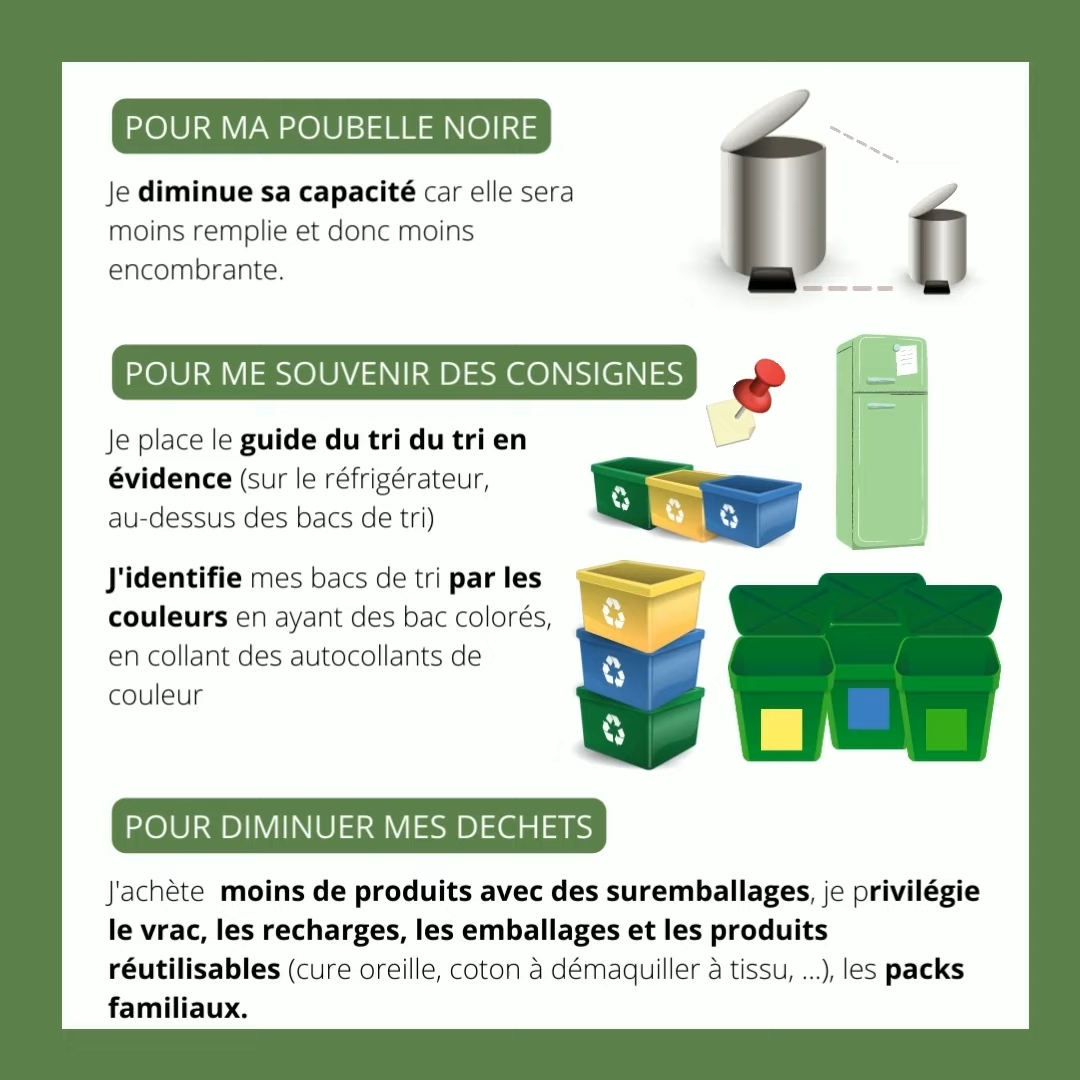 POUR MA POUBELLE NOIRE
Je diminue sa capacité car elle sera
moins remplie et donc moins
encombrante.
POUR ME SOUVENIR DES CONSIGNES
Je place le guide du tri du tri en
évidence (sur le réfrigérateur,
au-dessus des bacs de tri)
J'identifie mes bacs de tri par les
couleurs en ayant des bac colorés,
en collant des autocollants de
couleur
POUR DIMINUER MES DECHETS
J'achète moins de produits avec des suremballages, je privilégie
le vrac, les recharges, les emballages et les produits
réutilisables (cure oreille, coton à démaquiller à tissu, ...), les packs
familiaux.